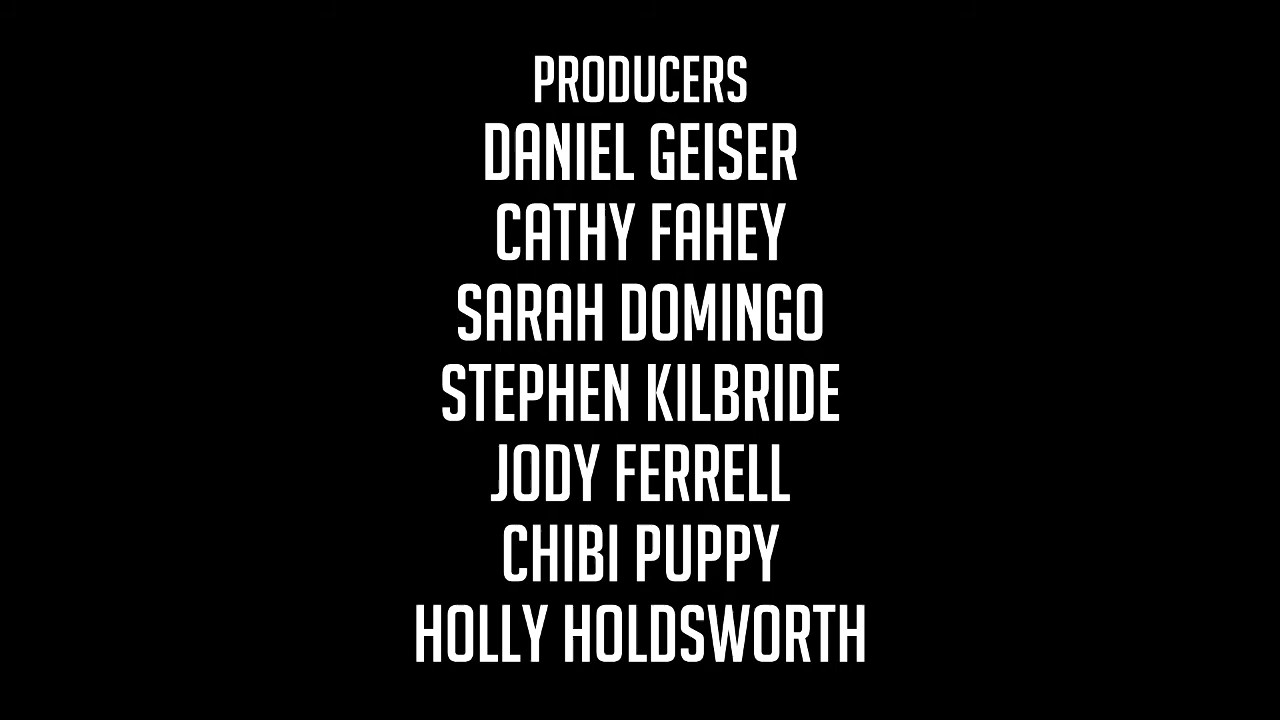 PRODUCERS
DANIEL GEISER
CATHY FAHEY
SARAH DOMINGO
STEPHEN KILBRIDE
JODY FERRELL
CHIBI PUPPY
HOLLY HOLDSWORTH